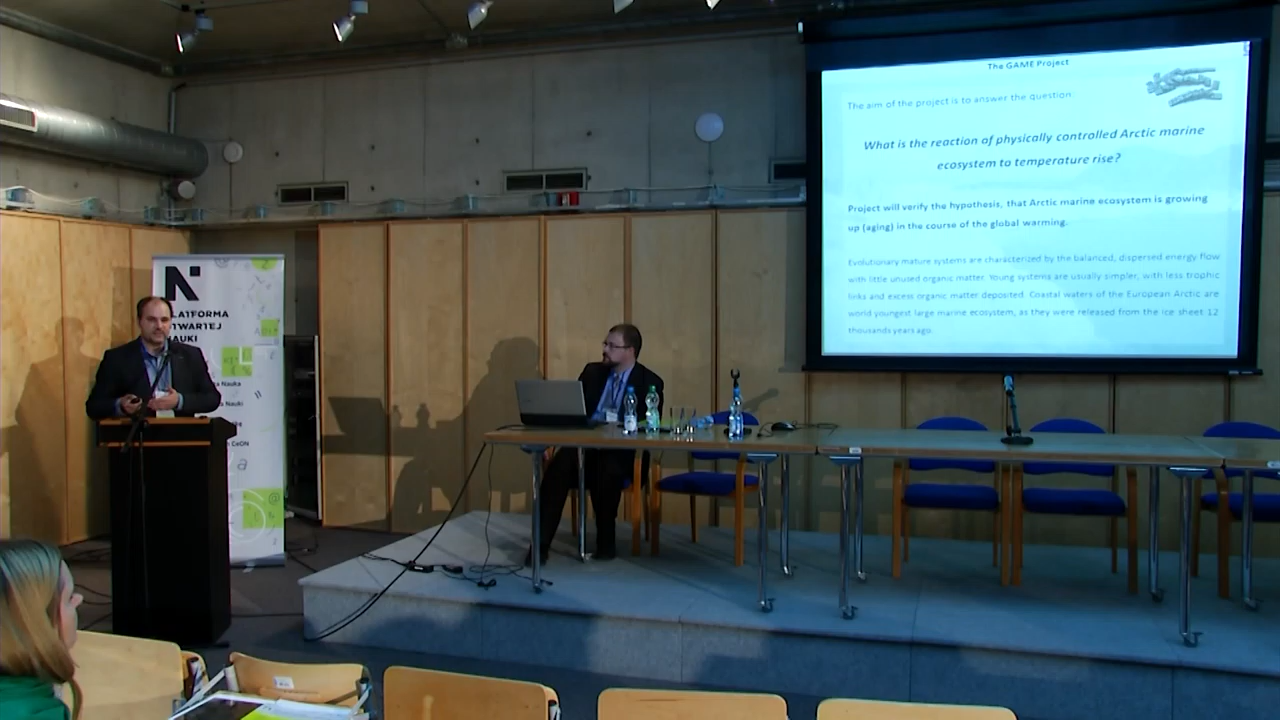 The GAME Project
The aim of the project is to answer the question:
What is the reaction of physically controlled Arctic marine
ecosystem to temperature rise?
Project will verify the hypothesis, that Arctic marine ecosystem is growing
up (aging) in the course of the global warming.
Evolutionary mature systems are characterized by the balanced, dispersed energy flow
with little unused organic matter. Young systems are usually simpler, with less trophic
links and excess organic matter deposited. Coastal waters of the European Arctic are
world youngest large marine ecosystem, as they were released from the ice sheet 12
thousands years ago.
N
LATFORMA
TWARTEJ
NAUKI
Nauka
Nauki
CeON